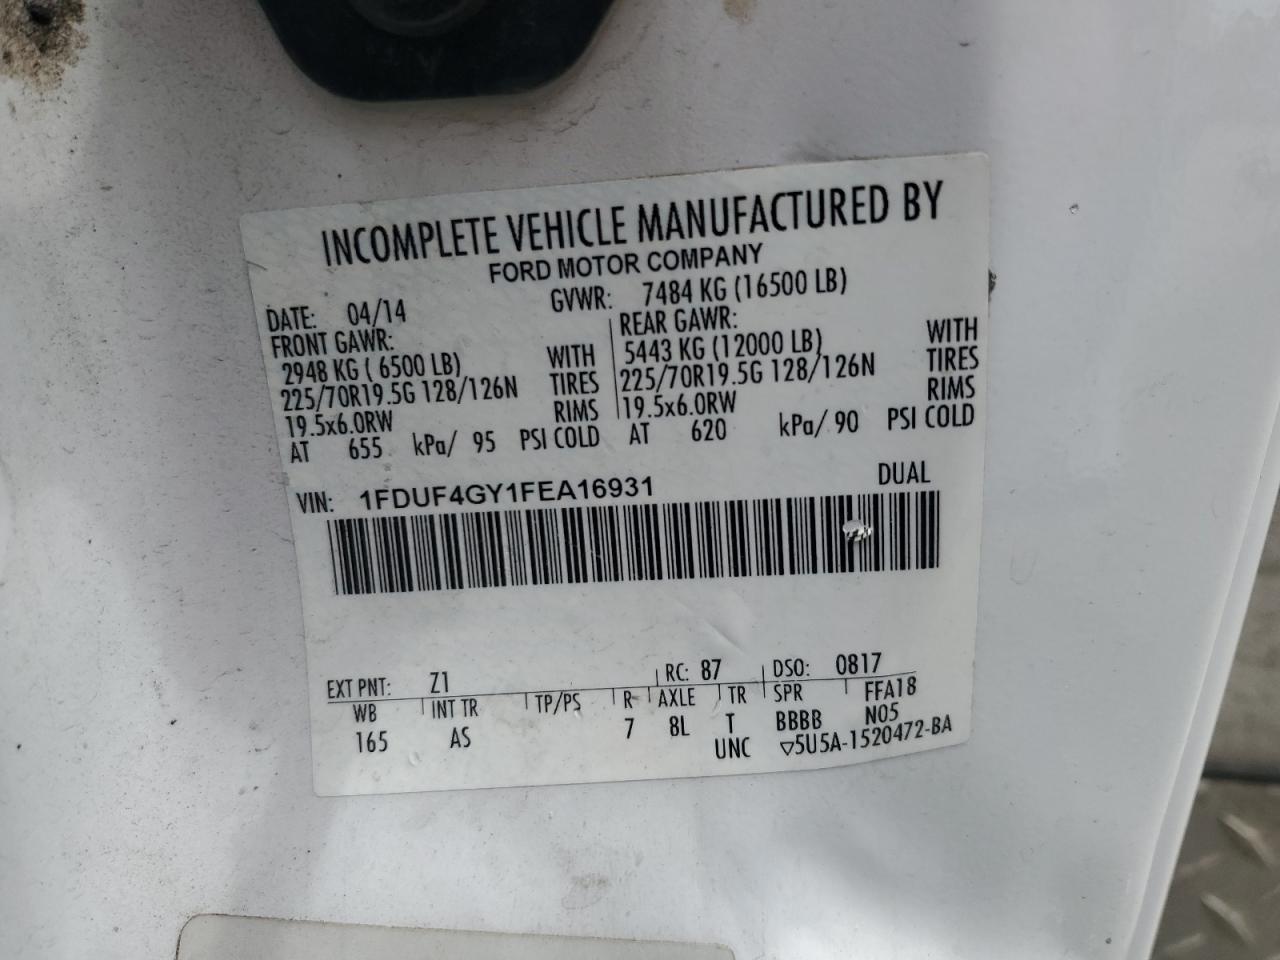 INCOMPLETE VEHICLE MANUFACTURED BY
FORD MOTOR COMPANY
DATE: 04/14 GVWR: 7484 KG (16500 LB)
FRONT GAWR: REAR GAWR:
2948 KG ( 6500 LB) WITH 5443 KG (12000 LB) WITH
225/70R19.5G 128/126N TIRES 225/70R19.5G 128/126N TIRES
19.5x6.0RW RIMS 19.5x6.0RW RIMS
AT 655 kPa/ 95 PSI COLD AT 620 kPa/ 90 PSI COLD
VIN: 1FDUF4GY1FEA16931 DUAL
EXT PNT: Z1 RC: 87 DSO: 0817
WB INT TR TP/PS R AXLE TR SPR FFA18
165 AS 7 8L T BBBB N05
UNC ▽5U5A-1520472-BA